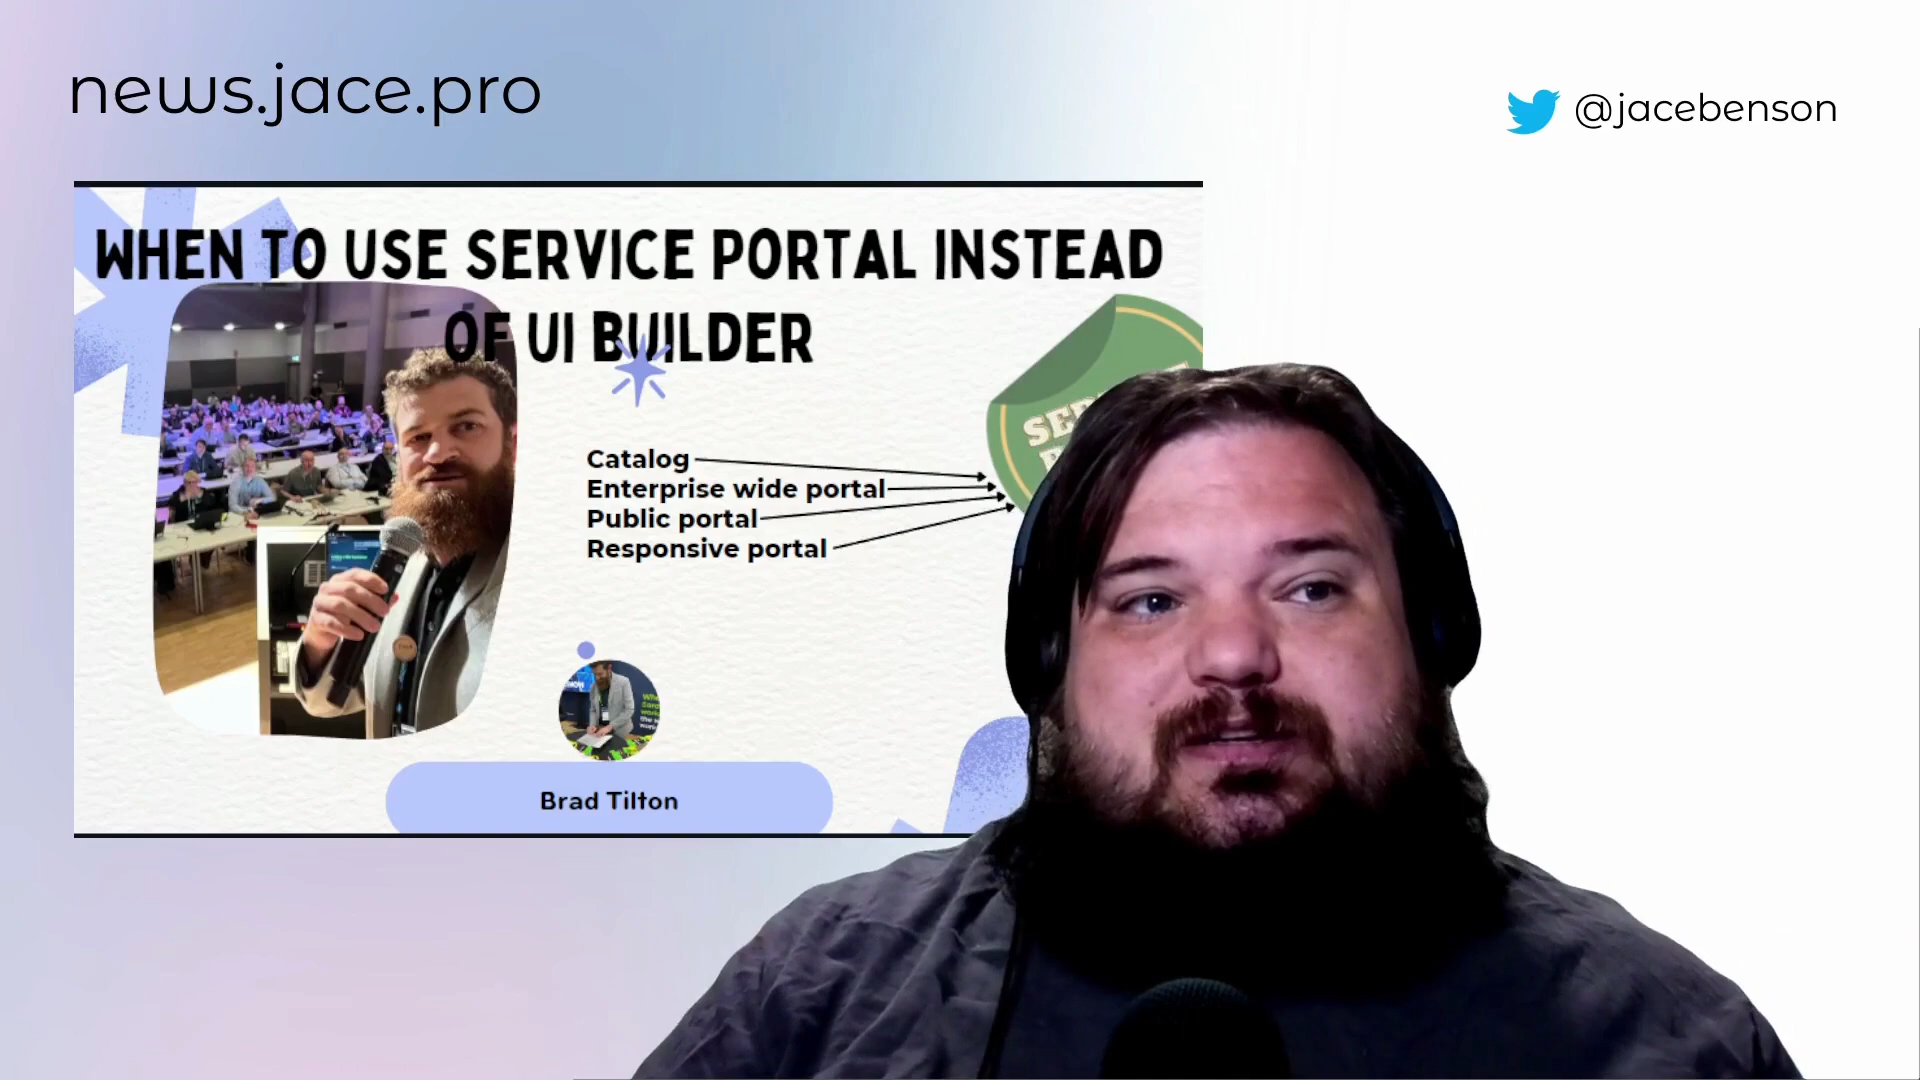 news.jace.pro
@jacebenson
WHEN TO USE SERVICE PORTAL INSTEAD
OF UI BUILDER
Catalog
Enterprise wide portal
Public portal
Responsive portal
Brad Tilton